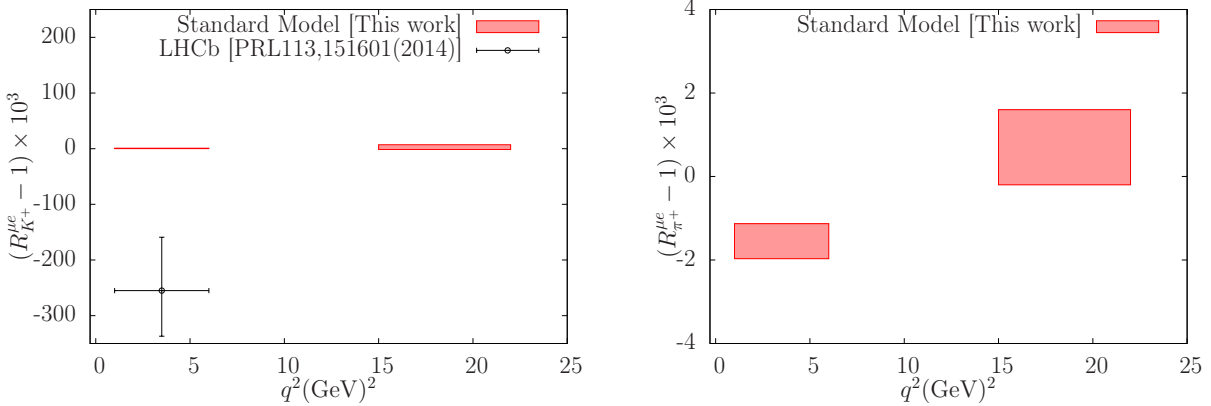 Standard Model [This work]
LHCb [PRL113,151601(2014)]
(R^{μe}_{K^+} − 1) × 10^3
200
100
0
-100
-200
-300
0 5 10 15 20 25
q^2(GeV)^2
Standard Model [This work]
(R^{μe}_{π^+} − 1) × 10^3
4
2
0
-2
-4
0 5 10 15 20 25
q^2(GeV)^2